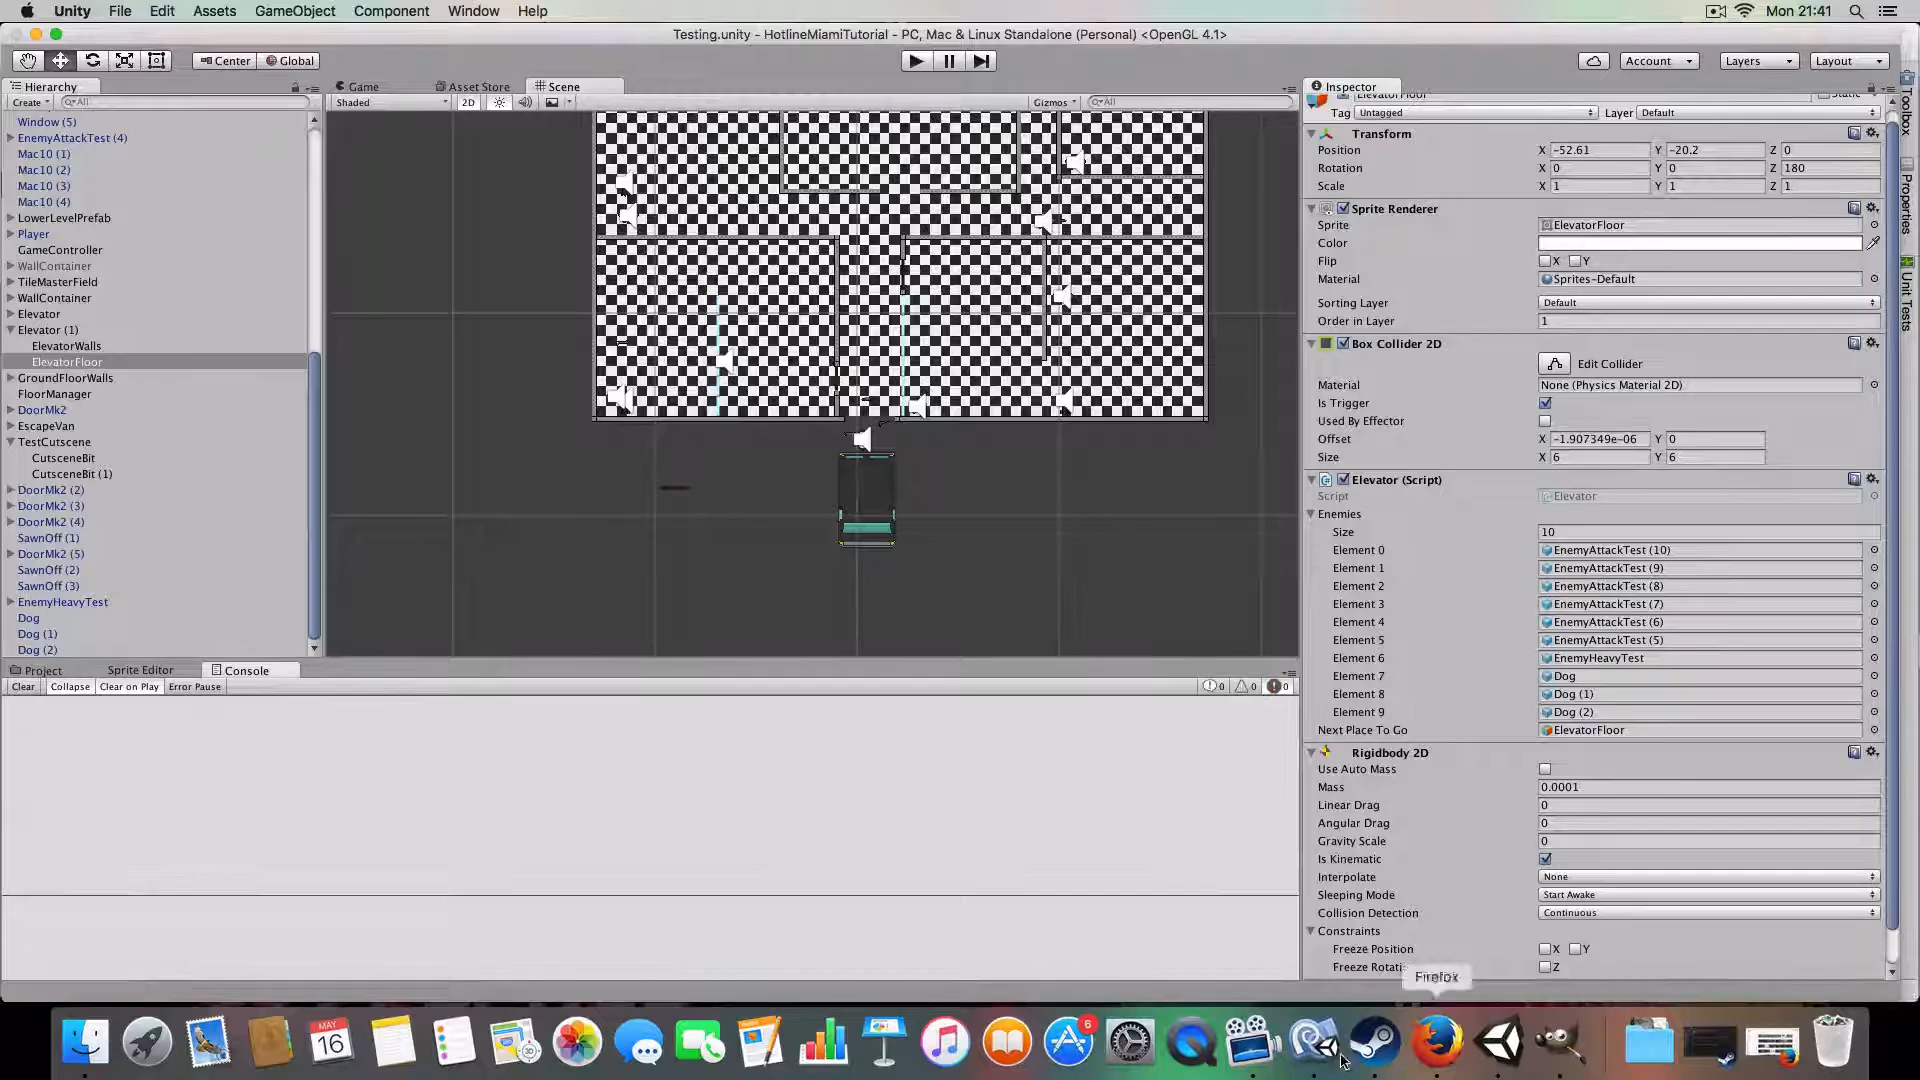 Unity File Edit Assets GameObject Component Window Help Mon 21:41
Testing.unity - HotlineMiamiTutorial - PC, Mac & Linux Standalone (Personal) <OpenGL 4.1>
Center Global Account Layers Layout
Hierarchy
Create All
Window (5)
EnemyAttackTest (4)
Mac10 (1)
Mac10 (2)
Mac10 (3)
Mac10 (4)
LowerLevelPrefab
Player
GameController
WallContainer
TileMasterField
WallContainer
Elevator
Elevator (1)
ElevatorWalls
ElevatorFloor
GroundFloorWalls
FloorManager
DoorMk2
EscapeVan
TestCutscene
CutsceneBit
CutsceneBit (1)
DoorMk2 (2)
DoorMk2 (3)
DoorMk2 (4)
SawnOff (1)
DoorMk2 (5)
SawnOff (2)
SawnOff (3)
EnemyHeavyTest
Dog
Dog (1)
Dog (2)
Game Asset Store Scene
Shaded 2D Gizmos All
Project Sprite Editor Console
Clear Collapse Clear on Play Error Pause 0 0 0
Inspector
ElevatorFloor Static
Tag Untagged Layer Default
Transform
Position X -52.61 Y -20.2 Z 0
Rotation X 0 Y 0 Z 180
Scale X 1 Y 1 Z 1
Sprite Renderer
Sprite ElevatorFloor
Color
Flip X Y
Material Sprites-Default
Sorting Layer Default
Order in Layer 1
Box Collider 2D
Edit Collider
Material None (Physics Material 2D)
Is Trigger
Used By Effector
Offset X -1.907349e-06 Y 0
Size X 6 Y 6
Elevator (Script)
Script Elevator
Enemies
Size 10
Element 0 EnemyAttackTest (10)
Element 1 EnemyAttackTest (9)
Element 2 EnemyAttackTest (8)
Element 3 EnemyAttackTest (7)
Element 4 EnemyAttackTest (6)
Element 5 EnemyAttackTest (5)
Element 6 EnemyHeavyTest
Element 7 Dog
Element 8 Dog (1)
Element 9 Dog (2)
Next Place To Go ElevatorFloor
Rigidbody 2D
Use Auto Mass
Mass 0.0001
Linear Drag 0
Angular Drag 0
Gravity Scale 0
Is Kinematic
Interpolate None
Sleeping Mode Start Awake
Collision Detection Continuous
Constraints
Freeze Position X Y
Freeze Rotati Z
Toolbox
Properties
Unit Tests
Firefox
MAY
16
6